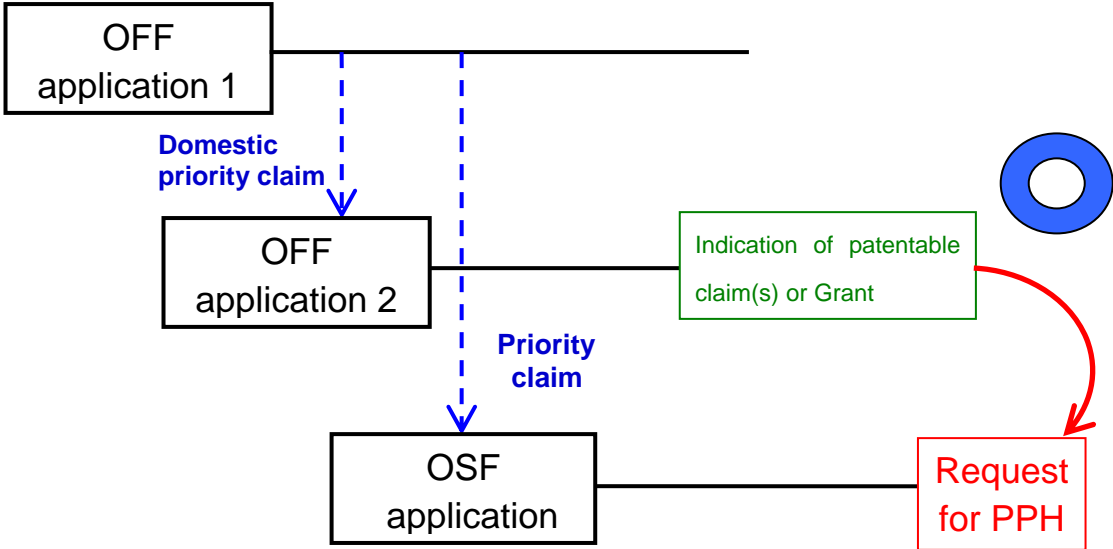 OFF
application 1
Domestic
priority claim
OFF
application 2
Indication of patentable
claim(s) or Grant
Priority
claim
OSF
application
Request
for PPH